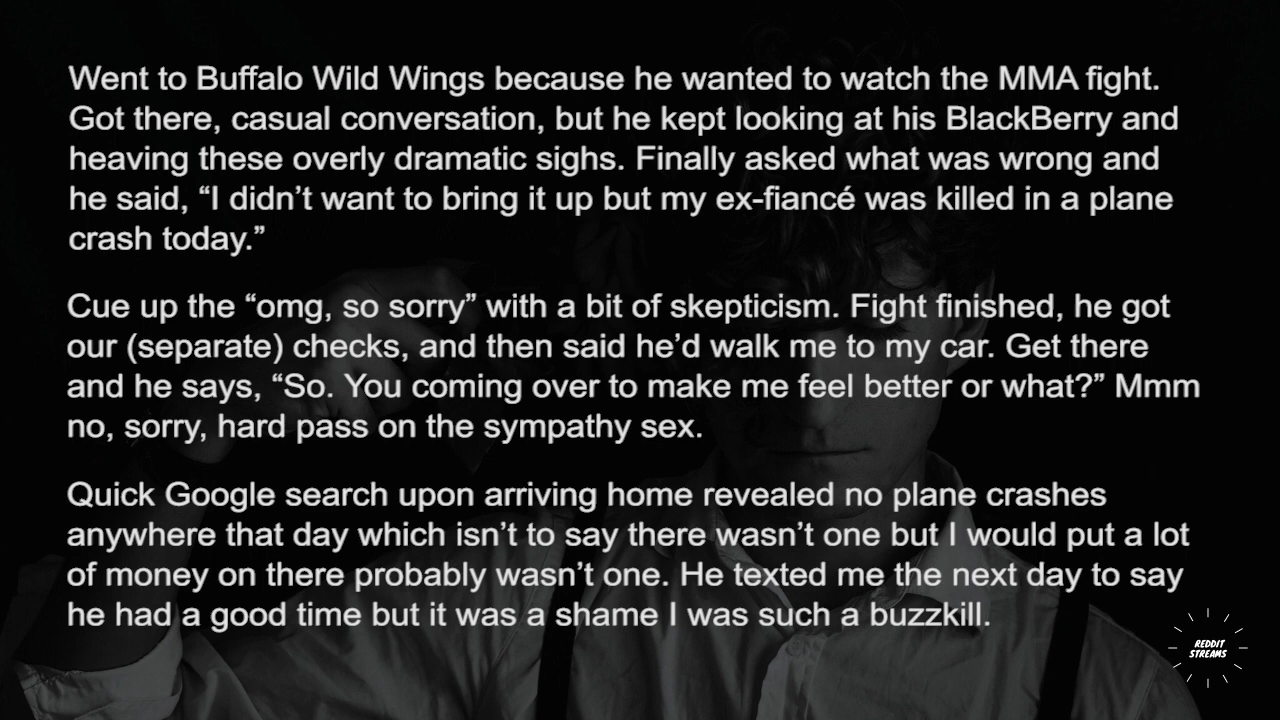 Went to Buffalo Wild Wings because he wanted to watch the MMA fight.
Got there, casual conversation, but he kept looking at his BlackBerry and
heaving these overly dramatic sighs. Finally asked what was wrong and
he said, “I didn’t want to bring it up but my ex-fiancé was killed in a plane
crash today.”
Cue up the “omg, so sorry” with a bit of skepticism. Fight finished, he got
our (separate) checks, and then said he’d walk me to my car. Get there
and he says, “So. You coming over to make me feel better or what?” Mmm
no, sorry, hard pass on the sympathy sex.
Quick Google search upon arriving home revealed no plane crashes
anywhere that day which isn’t to say there wasn’t one but I would put a lot
of money on there probably wasn’t one. He texted me the next day to say
he had a good time but it was a shame I was such a buzzkill.
REDDIT
STREAMS